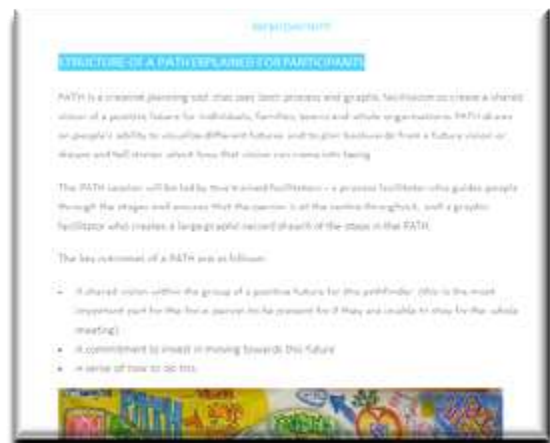 STRUCTURE OF A PATH EXPLAINED FOR PARTICIPANTS
PATH is a creative planning tool that uses both process and graphic facilitation to create a shared
vision of a positive future for individuals, families, teams and whole organisations. PATH draws
on people's ability to visualise different futures and to plan backwards from a future vision or
dream and tell stories about how that vision can come into being.
The PATH session will be led by two trained facilitators – a process facilitator who guides people
through the stages and ensures that the person is at the centre throughout, and a graphic
facilitator who creates a large graphic record of each of the steps in the PATH.
The key outcomes of a PATH are as follows:
A shared vision within the group of a positive future for the pathfinder (this is the most
important part for the person to be present for if they are unable to stay for the whole
meeting)
A commitment to invest in moving towards this future
A sense of how to do this